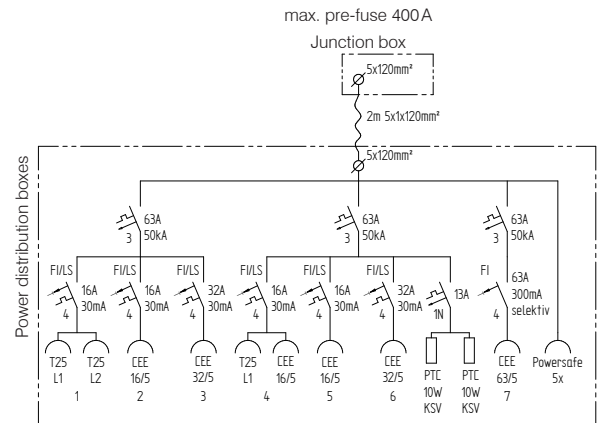 max. pre-fuse 400 A
Junction box
5x120mm²
2m 5x1x120mm²
5x120mm²
Power distribution boxes
63A
50kA
3
63A
50kA
3
63A
50kA
3
FI/LS
16A
30mA
4
FI/LS
16A
30mA
4
FI/LS
32A
30mA
4
FI/LS
16A
30mA
4
FI/LS
16A
30mA
4
FI/LS
32A
30mA
4
13A
1N
FI
63A
300mA
selektiv
4
T25
L1
T25
L2
1
CEE
16/5
2
CEE
32/5
3
T25
L1
CEE
16/5
4
CEE
16/5
5
CEE
32/5
6
PTC
10W
KSV
PTC
10W
KSV
CEE
63/5
7
Powersafe
5x